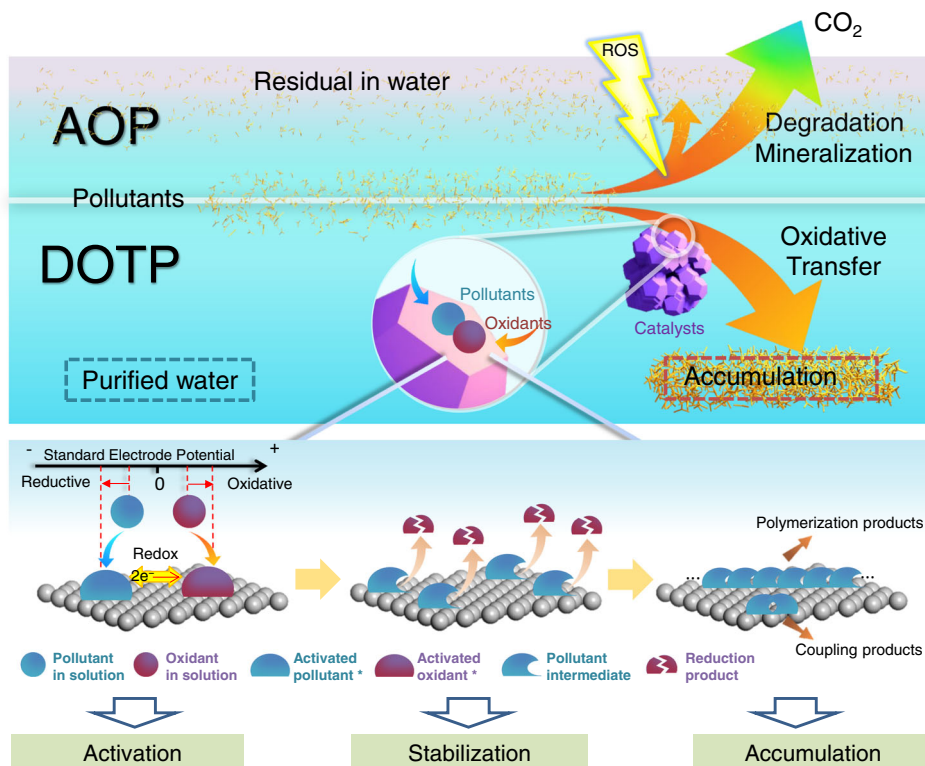 CO₂
ROS
Residual in water
AOP
Degradation
Mineralization
Pollutants
DOTP
Oxidative
Transfer
Pollutants
Oxidants
Catalysts
Purified water
Accumulation
- Standard Electrode Potential +
Reductive 0 Oxidative
Redox
2e⁻
Polymerization products
... ...
Coupling products
Pollutant
in solution
Oxidant
in solution
Activated
pollutant *
Activated
oxidant *
Pollutant
intermediate
Reduction
product
Activation
Stabilization
Accumulation